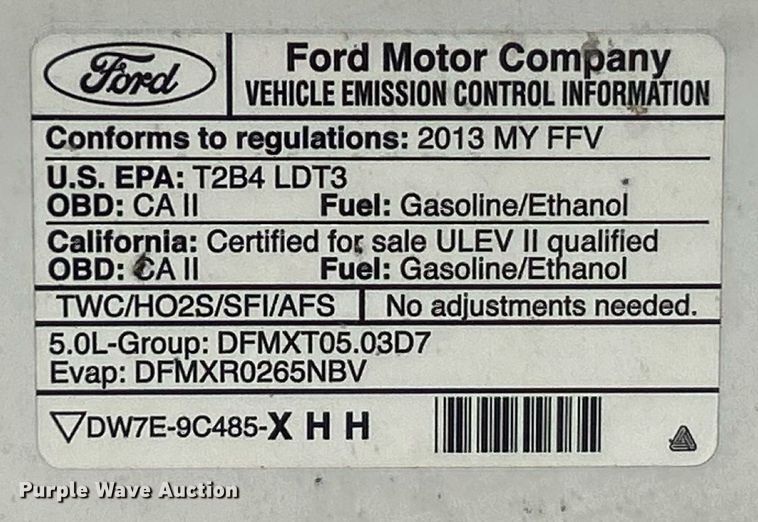 Ford
Ford Motor Company
VEHICLE EMISSION CONTROL INFORMATION
Conforms to regulations: 2013 MY FFV
U.S. EPA: T2B4 LDT3
OBD: CA II Fuel: Gasoline/Ethanol
California: Certified for sale ULEV II qualified
OBD: CA II Fuel: Gasoline/Ethanol
TWC/HO2S/SFI/AFS No adjustments needed.
5.0L-Group: DFMXT05.03D7
Evap: DFMXR0265NBV
DW7E-9C485-X H H
Purple Wave Auction